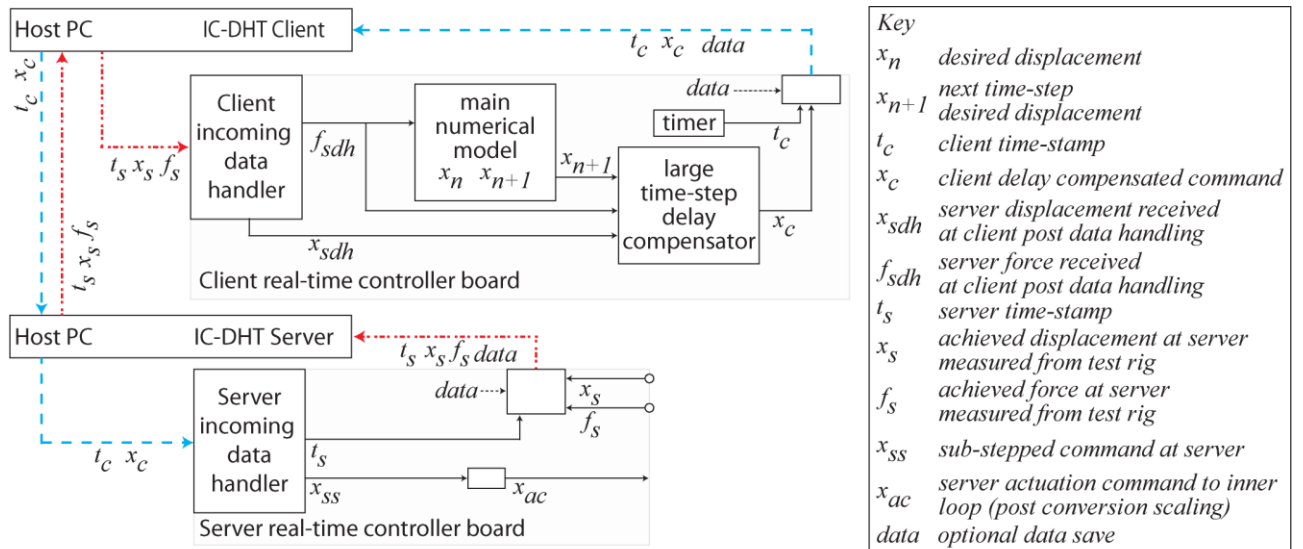 Host PC IC-DHT Client
t_c x_c
t_c x_c data
t_s x_s f_s
Client
incoming
data
handler
f_sdh
x_sdh
main
numerical
model
x_n x_n+1
x_n+1
timer
t_c
data
large
time-step
delay
compensator
x_c
Client real-time controller board
t_s x_s f_s
Host PC IC-DHT Server
t_s x_s f_s data
t_c x_c
Server
incoming
data
handler
t_s
x_ss
x_ac
data
x_s
f_s
Server real-time controller board
Key
x_n desired displacement
x_n+1 next time-step
desired displacement
t_c client time-stamp
x_c client delay compensated command
x_sdh server displacement received
at client post data handling
f_sdh server force received
at client post data handling
t_s server time-stamp
x_s achieved displacement at server
measured from test rig
f_s achieved force at server
measured from test rig
x_ss sub-stepped command at server
x_ac server actuation command to inner
loop (post conversion scaling)
data optional data save